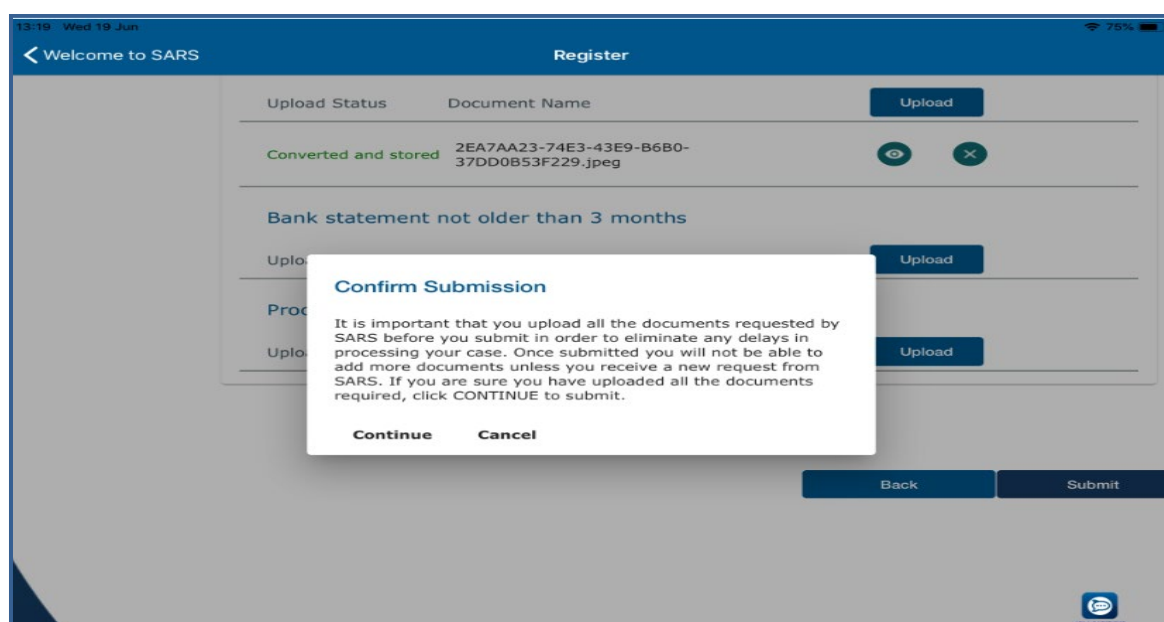 13:19 Wed 19 Jun
75%
Welcome to SARS
Register
Upload Status Document Name Upload
Converted and stored 2EA7AA23-74E3-43E9-B6B0-
37DD0B53F229.jpeg
Bank statement not older than 3 months
Uplo Upload
Confirm Submission
Proo
It is important that you upload all the documents requested by
SARS before you submit in order to eliminate any delays in
Uplo processing your case. Once submitted you will not be able to Upload
add more documents unless you receive a new request from
SARS. If you are sure you have uploaded all the documents
required, click CONTINUE to submit.
Continue Cancel
Back Submit